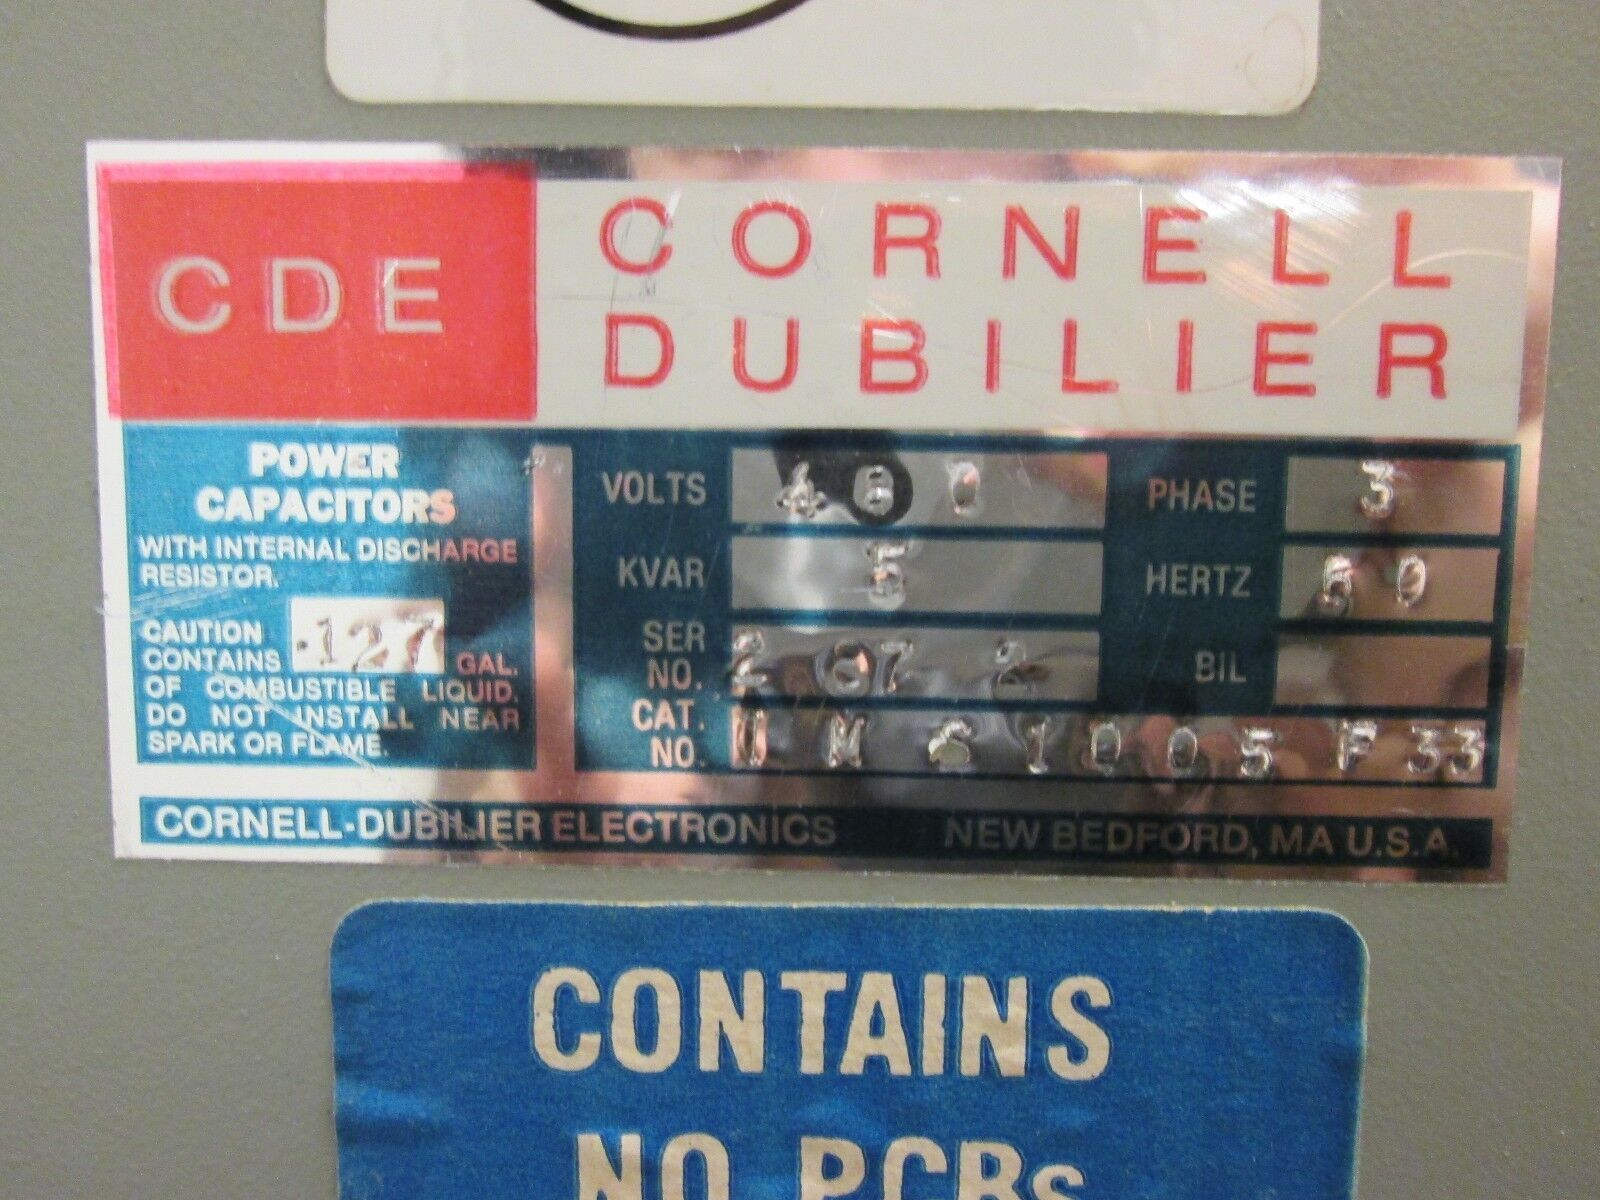 CDE
CORNELL
DUBILIER
POWER
CAPACITORS
WITH INTERNAL DISCHARGE
RESISTOR.
CAUTION
CONTAINS .127 GAL.
OF COMBUSTIBLE LIQUID.
DO NOT INSTALL NEAR
SPARK OR FLAME.
VOLTS 480 PHASE 3
KVAR 5 HERTZ 60
SER
NO.
BIL
CAT.
NO.
CORNELL-DUBILIER ELECTRONICS NEW BEDFORD, MA U.S.A.
CONTAINS
NO PCBs